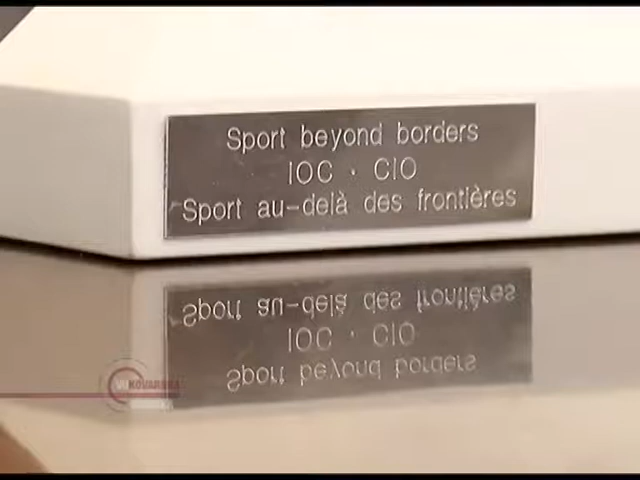 Sport beyond borders
IOC · CIO
Sport au-delà des frontières